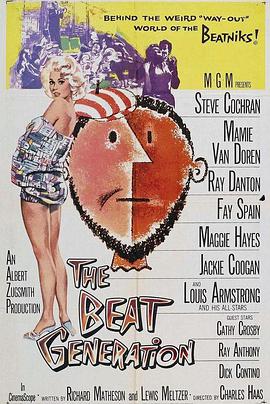 BEHIND THE WEIRD "WAY-OUT"
WORLD OF THE BEATNIKS!
M G M PRESENTS
STEVE COCHRAN
MAMIE
VAN DOREN
RAY DANTON
FAY SPAIN
MAGGIE HAYES
JACKIE COOGAN
AND
LOUIS ARMSTRONG
AND HIS ALL-STARS
GUEST STARS
CATHY CROSBY
RAY ANTHONY
DICK CONTINO
AN
ALBERT
ZUGSMITH
PRODUCTION
THE
BEAT
GENERATION
In CinemaScope WRITTEN BY RICHARD MATHESON AND LEWIS MELTZER DIRECTED BY CHARLES HAAS